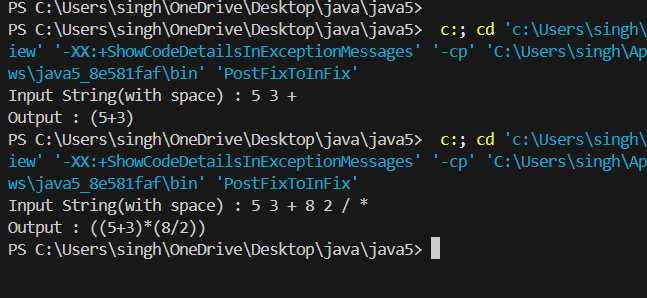 PS C:\Users\singh\OneDrive\Desktop\java\java5>
PS C:\Users\singh\OneDrive\Desktop\java\java5>  c:; cd 'c:\Users\singh\
iew' '-XX:+ShowCodeDetailsInExceptionMessages' '-cp' 'C:\Users\singh\Ap
ws\java5_8e581faf\bin' 'PostFixToInFix'
Input String(with space) : 5 3 +
Output : (5+3)
PS C:\Users\singh\OneDrive\Desktop\java\java5>  c:; cd 'c:\Users\singh\
iew' '-XX:+ShowCodeDetailsInExceptionMessages' '-cp' 'C:\Users\singh\Ap
ws\java5_8e581faf\bin' 'PostFixToInFix'
Input String(with space) : 5 3 + 8 2 / *
Output : ((5+3)*(8/2))
PS C:\Users\singh\OneDrive\Desktop\java\java5>